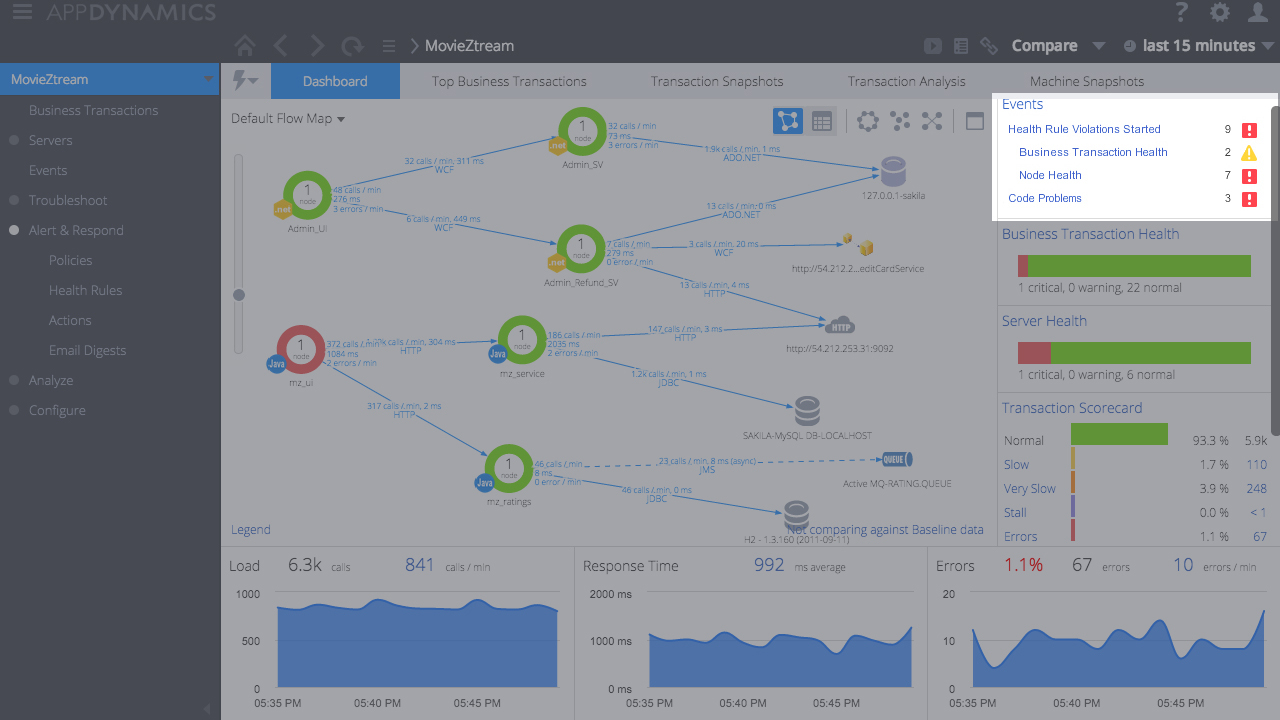 APPDYNAMICS
?
MovieZtream
Compare
last 15 minutes
MovieZtream
Business Transactions
Servers
Events
Troubleshoot
Alert & Respond
Policies
Health Rules
Actions
Email Digests
Analyze
Configure
Dashboard
Top Business Transactions
Transaction Snapshots
Transaction Analysis
Machine Snapshots
Default Flow Map
1
node
.net
Admin_SV
32 calls / min
73 ms
3 errors / min
32 calls / min, 311 ms
WCF
1.9k calls / min, 1 ms
ADO.NET
127.0.0.1-sakila
1
node
.net
Admin_UI
48 calls / min
276 ms
3 errors / min
6 calls / min, 449 ms
WCF
13 calls / min, 0 ms
ADO.NET
1
node
.net
Admin_Refund_SV
7 calls / min
279 ms
0 error / min
3 calls / min, 20 ms
WCF
http://54.212.2...editCardService
13 calls / min, 4 ms
HTTP
HTTP
http://54.212.253.31:9092
1
node
Java
mz_ui
372 calls / min
1084 ms
2 errors / min
calls / min, 304 ms
HTTP
1
node
Java
mz_service
186 calls / min
2035 ms
2 errors / min
147 calls / min, 3 ms
HTTP
1.2k calls / min, 1 ms
JDBC
SAKILA-MySQL DB-LOCALHOST
317 calls / min, 2 ms
HTTP
1
node
Java
mz_ratings
46 calls / min
8 ms
0 error / min
23 calls / min, 8 ms (async)
JMS
QUEUE
Active MQ-RATING.QUEUE
46 calls / min, 0 ms
JDBC
H2 - 1.3.160 (2011-09-11)
Legend
Not comparing against Baseline data
Events
Health Rule Violations Started 9 !
Business Transaction Health 2 !
Node Health 7 !
Code Problems 3 !
Business Transaction Health
1 critical, 0 warning, 22 normal
Server Health
1 critical, 0 warning, 6 normal
Transaction Scorecard
Normal 93.3 % 5.9k
Slow 1.7 % 110
Very Slow 3.9 % 248
Stall 0.0 % < 1
Errors 1.1 % 67
Load 6.3k calls 841 calls / min
1000
500
0
05:35 PM 05:40 PM 05:45 PM
Response Time 992 ms average
2000 ms
1000 ms
0 ms
05:35 PM 05:40 PM 05:45 PM
Errors 1.1% 67 errors 10 errors / min
20
10
0
05:35 PM 05:40 PM 05:45 PM